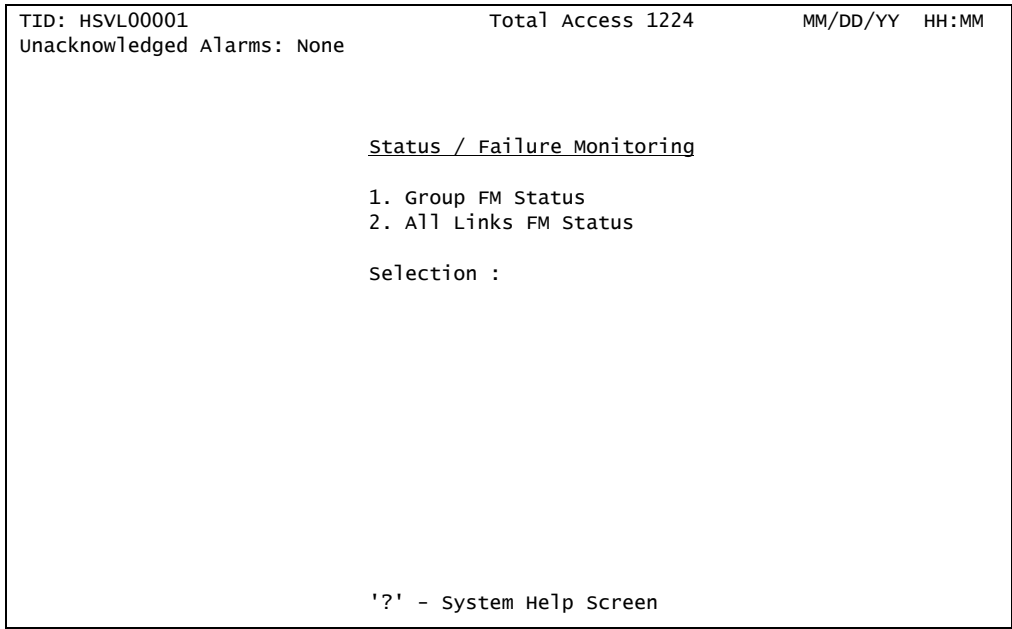 TID: HSVL00001 Total Access 1224 MM/DD/YY HH:MM
Unacknowledged Alarms: None
Status / Failure Monitoring
1. Group FM Status
2. All Links FM Status
Selection :
'?' - System Help Screen